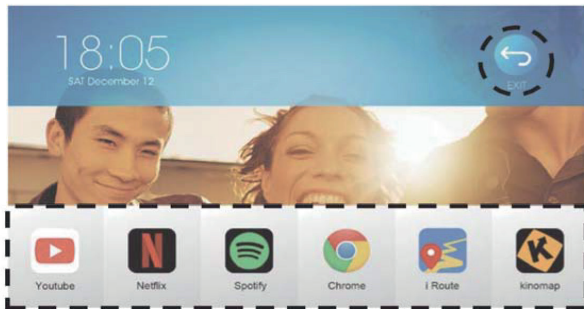 18:05
SAT December 12
EXIT
Youtube
Netflix
Spotify
Chrome
i Route
kinomap